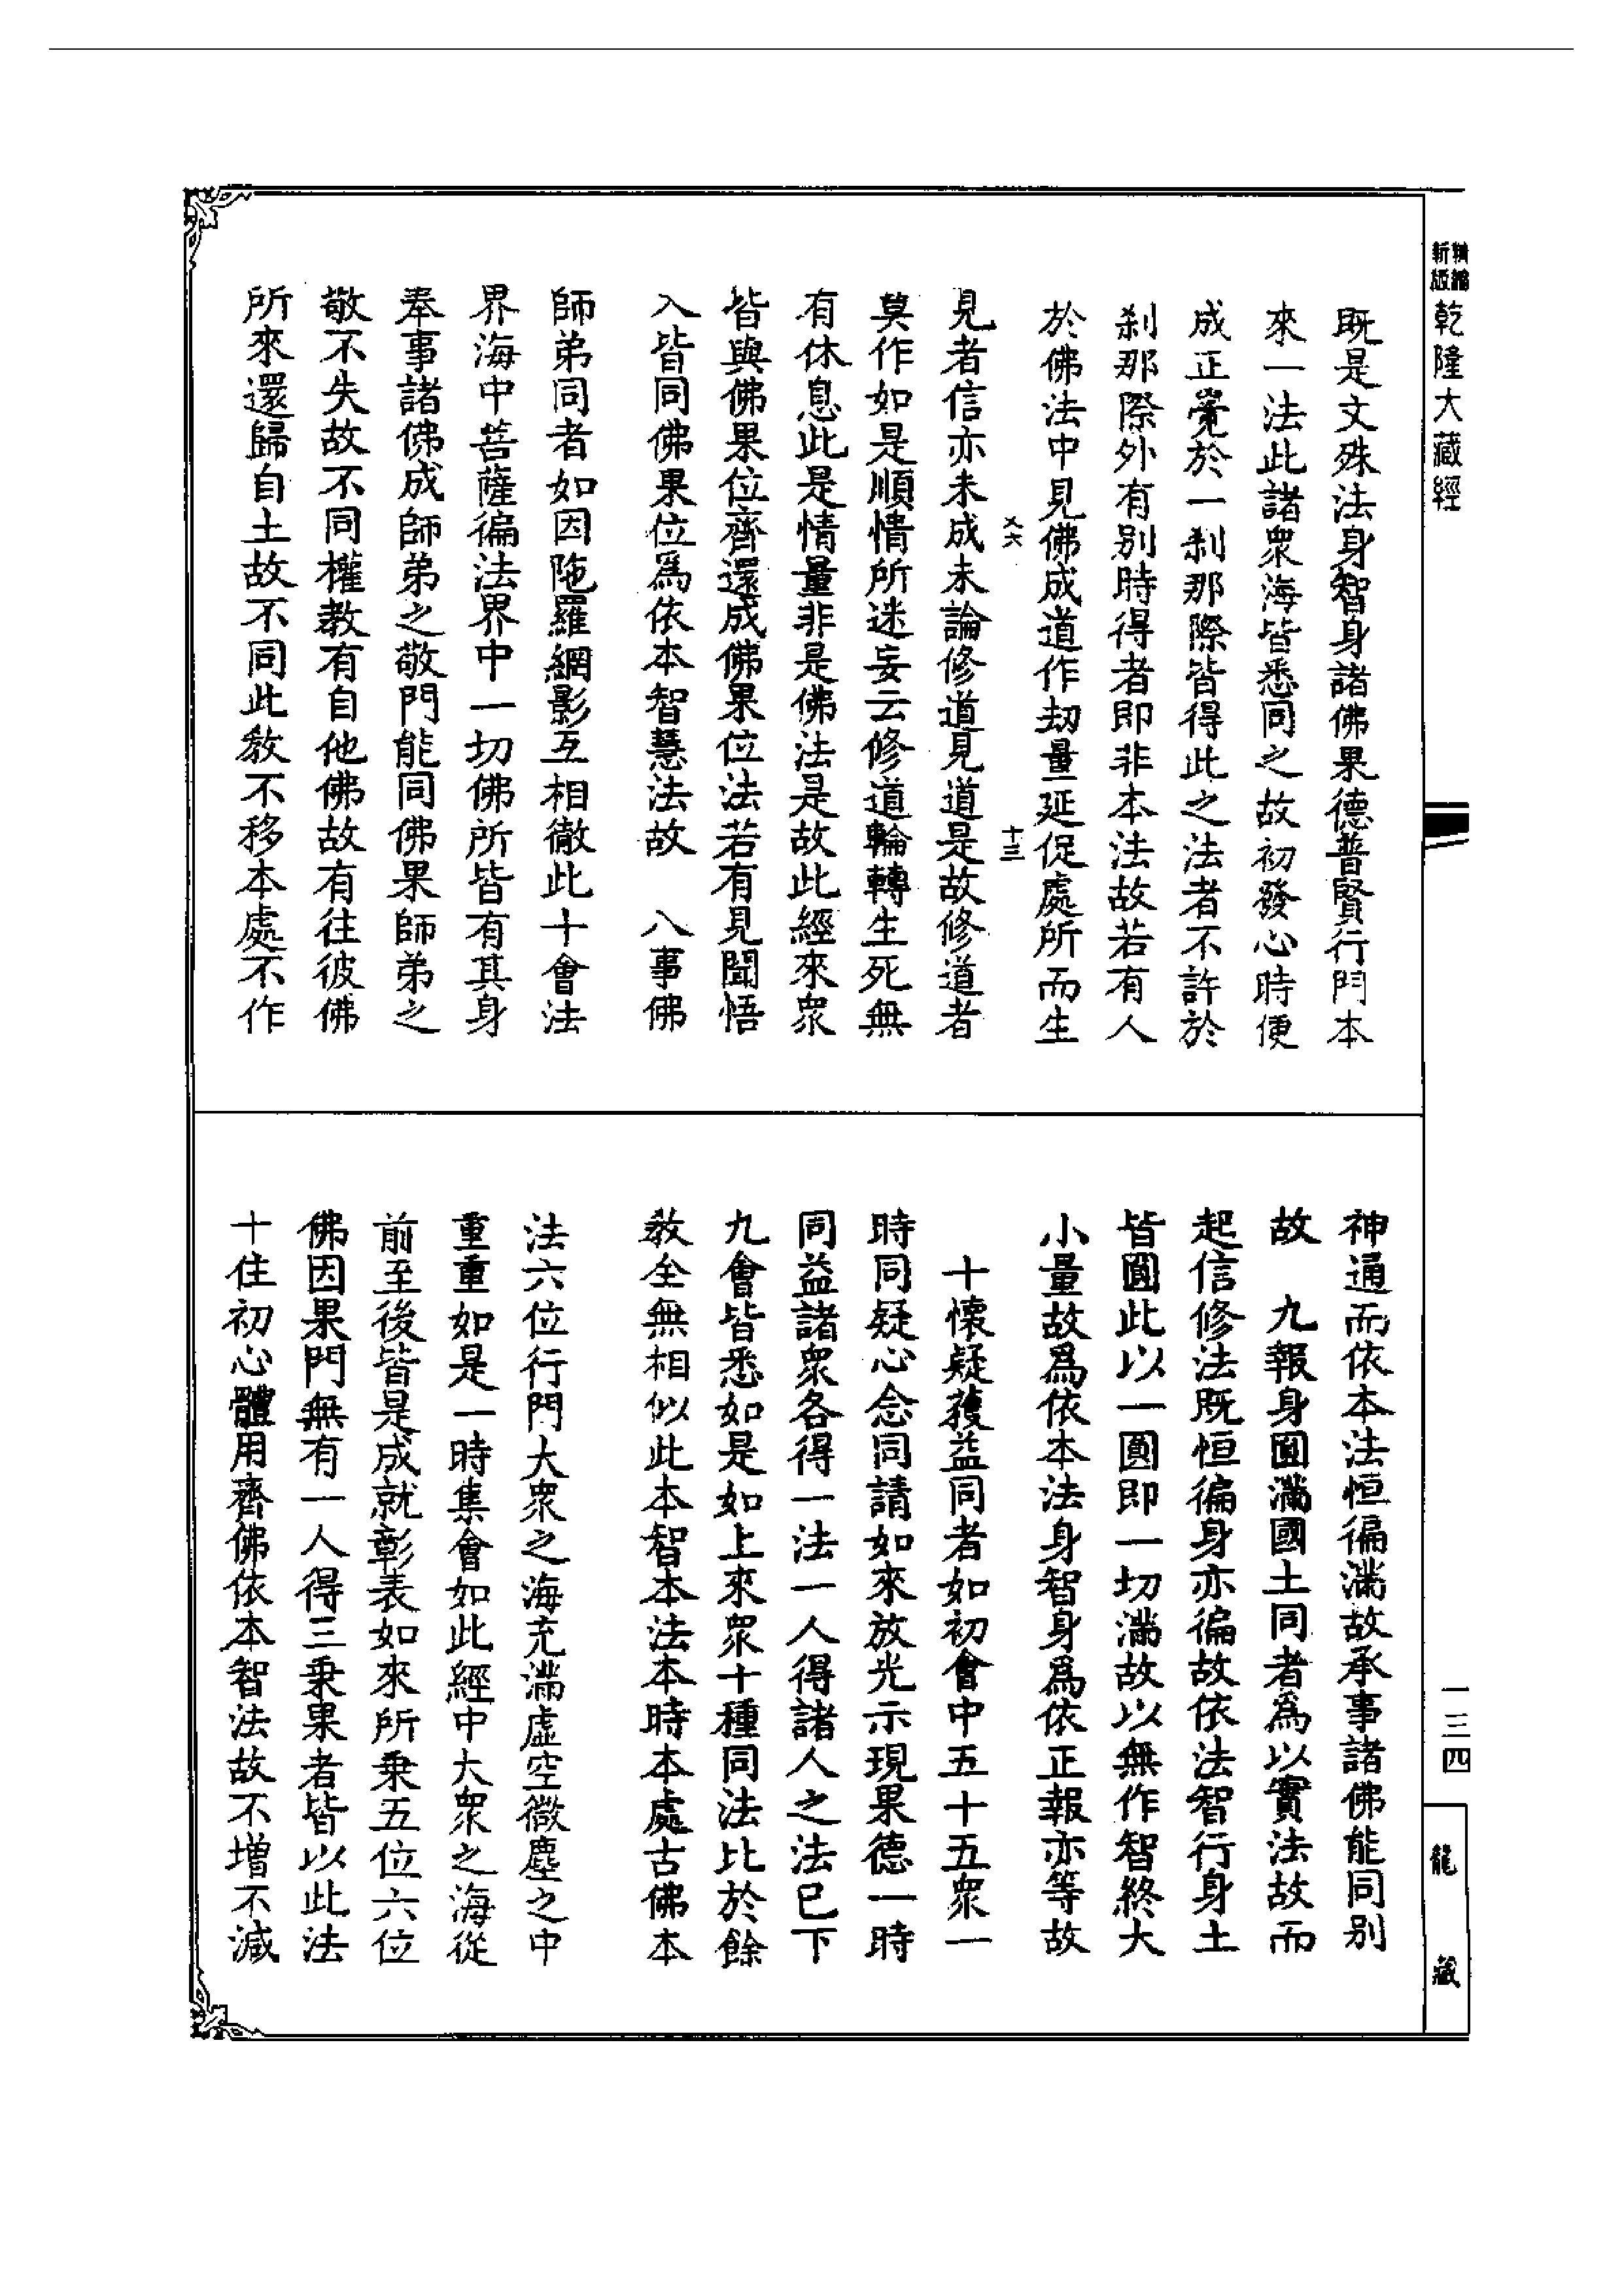 新編縮版
乾隆大藏經
既是文殊法身智身諸佛果德普賢行門本
來一法此諸眾海皆悉同之故初發心時便
成正覺於一剎那際皆得此之法者不許於
剎那際外有別時得者即非本法故若有人
於佛法中見佛成道作劫量延促處所而生
乂六
十三
見者信亦未成未論修道見道是故修道者
莫作如是順情所迷妄云修道輪轉生死無
有休息此是情量非是佛法是故此經來眾
皆與佛果位齊還成佛果位法若有見聞悟
入皆同佛果位爲依本智慧法故 八事佛
師弟同者如因陁羅網影互相徹此十會法
界海中菩薩徧法界中一切佛所皆有其身
奉事諸佛成師弟之敬門能同佛果師弟之
敬不失故不同權教有自他佛故有往彼佛
所來還歸自土故不同此教不移本處不作
神通而依本法恒徧滿故承事諸佛能同別
故 九報身圓滿國土同者爲以實法故而
起信修法既恒徧身亦徧故依法智行身土
皆圓此以一圓即一切滿故以無作智終大
小量故爲依本法身智身爲依正報亦等故
十懷疑獲益同者如初會中五十五眾一
時同疑心念同請如來放光示現果德一時
同益諸眾各得一法一人得諸人之法已下
九會皆悉如是如上來眾十種同法比於餘
教全無相似此本智本法本時本處古佛本
法六位行門大眾之海充滿虛空微塵之中
重重如是一時集會如此經中大眾之海從
前至後皆是成就彰表如來所乗五位六位
佛因果門無有一人得三乗果者皆以此法
十住初心體用齊佛依本智法故不增不減
一三四
龍藏